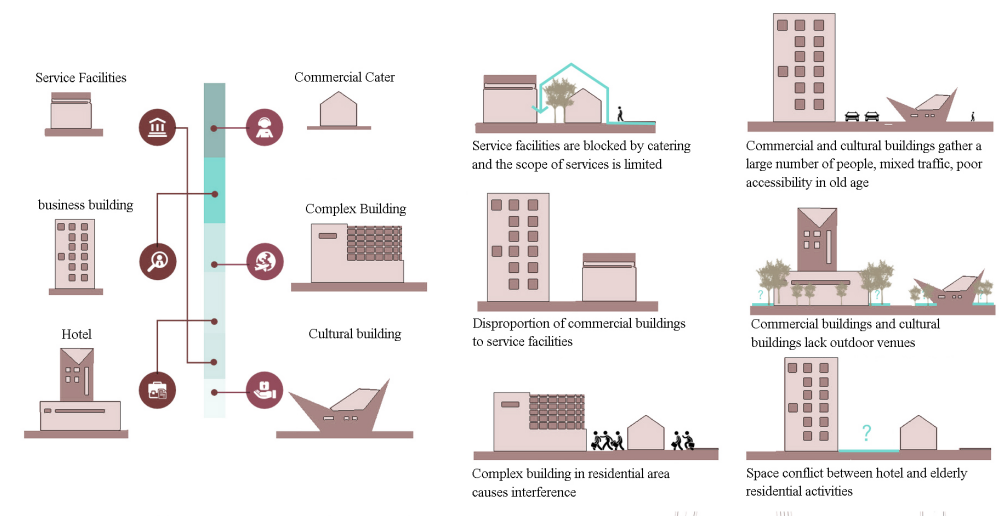 Service Facilities
Commercial Cater
business building
Complex Building
Hotel
Cultural building
Service facilities are blocked by catering
and the scope of services is limited
Commercial and cultural buildings gather a
large number of people, mixed traffic, poor
accessibility in old age
Disproportion of commercial buildings
to service facilities
?
?
Commercial buildings and cultural
buildings lack outdoor venues
Complex building in residential area
causes interference
?
Space conflict between hotel and elderly
residential activities